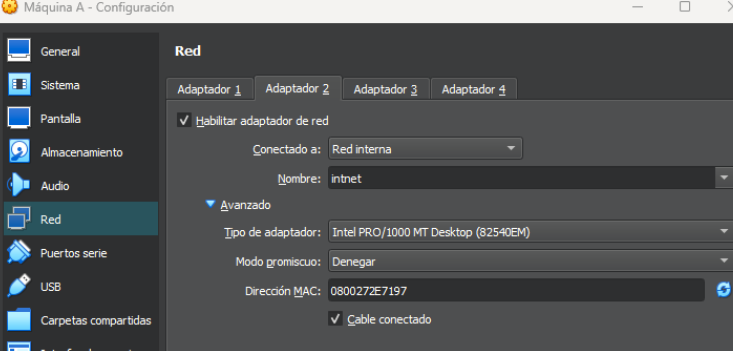 Máquina A - Configuración
General
Sistema
Pantalla
Almacenamiento
Audio
Red
Puertos serie
USB
Carpetas compartidas
Red
Adaptador 1
Adaptador 2
Adaptador 3
Adaptador 4
Habilitar adaptador de red
Conectado a: Red interna
Nombre: intnet
Avanzado
Tipo de adaptador: Intel PRO/1000 MT Desktop (82540EM)
Modo promiscuo: Denegar
Dirección MAC: 0800272E7197
Cable conectado